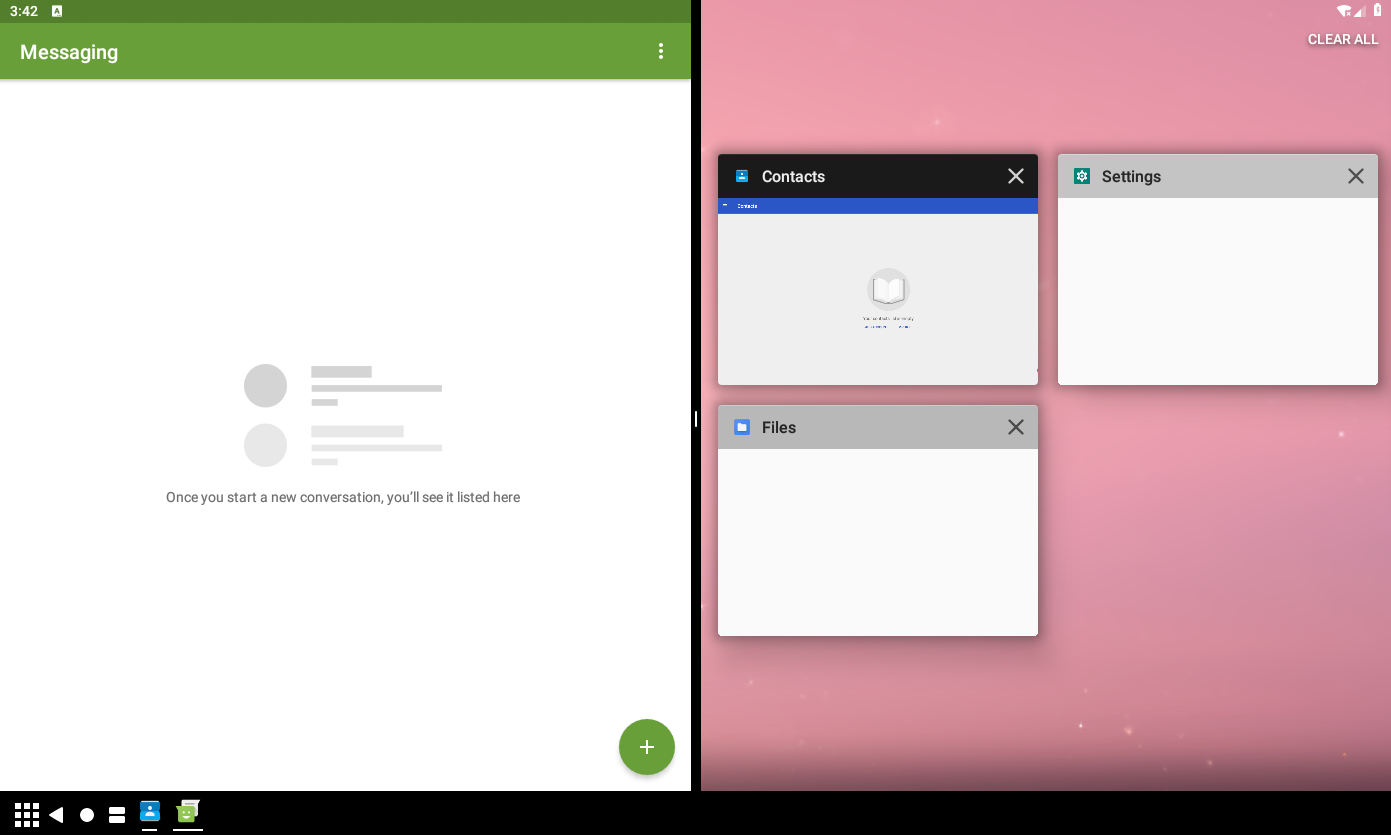 3:42
Messaging
Once you start a new conversation, you'll see it listed here
CLEAR ALL
Contacts
Settings
Contacts
Files